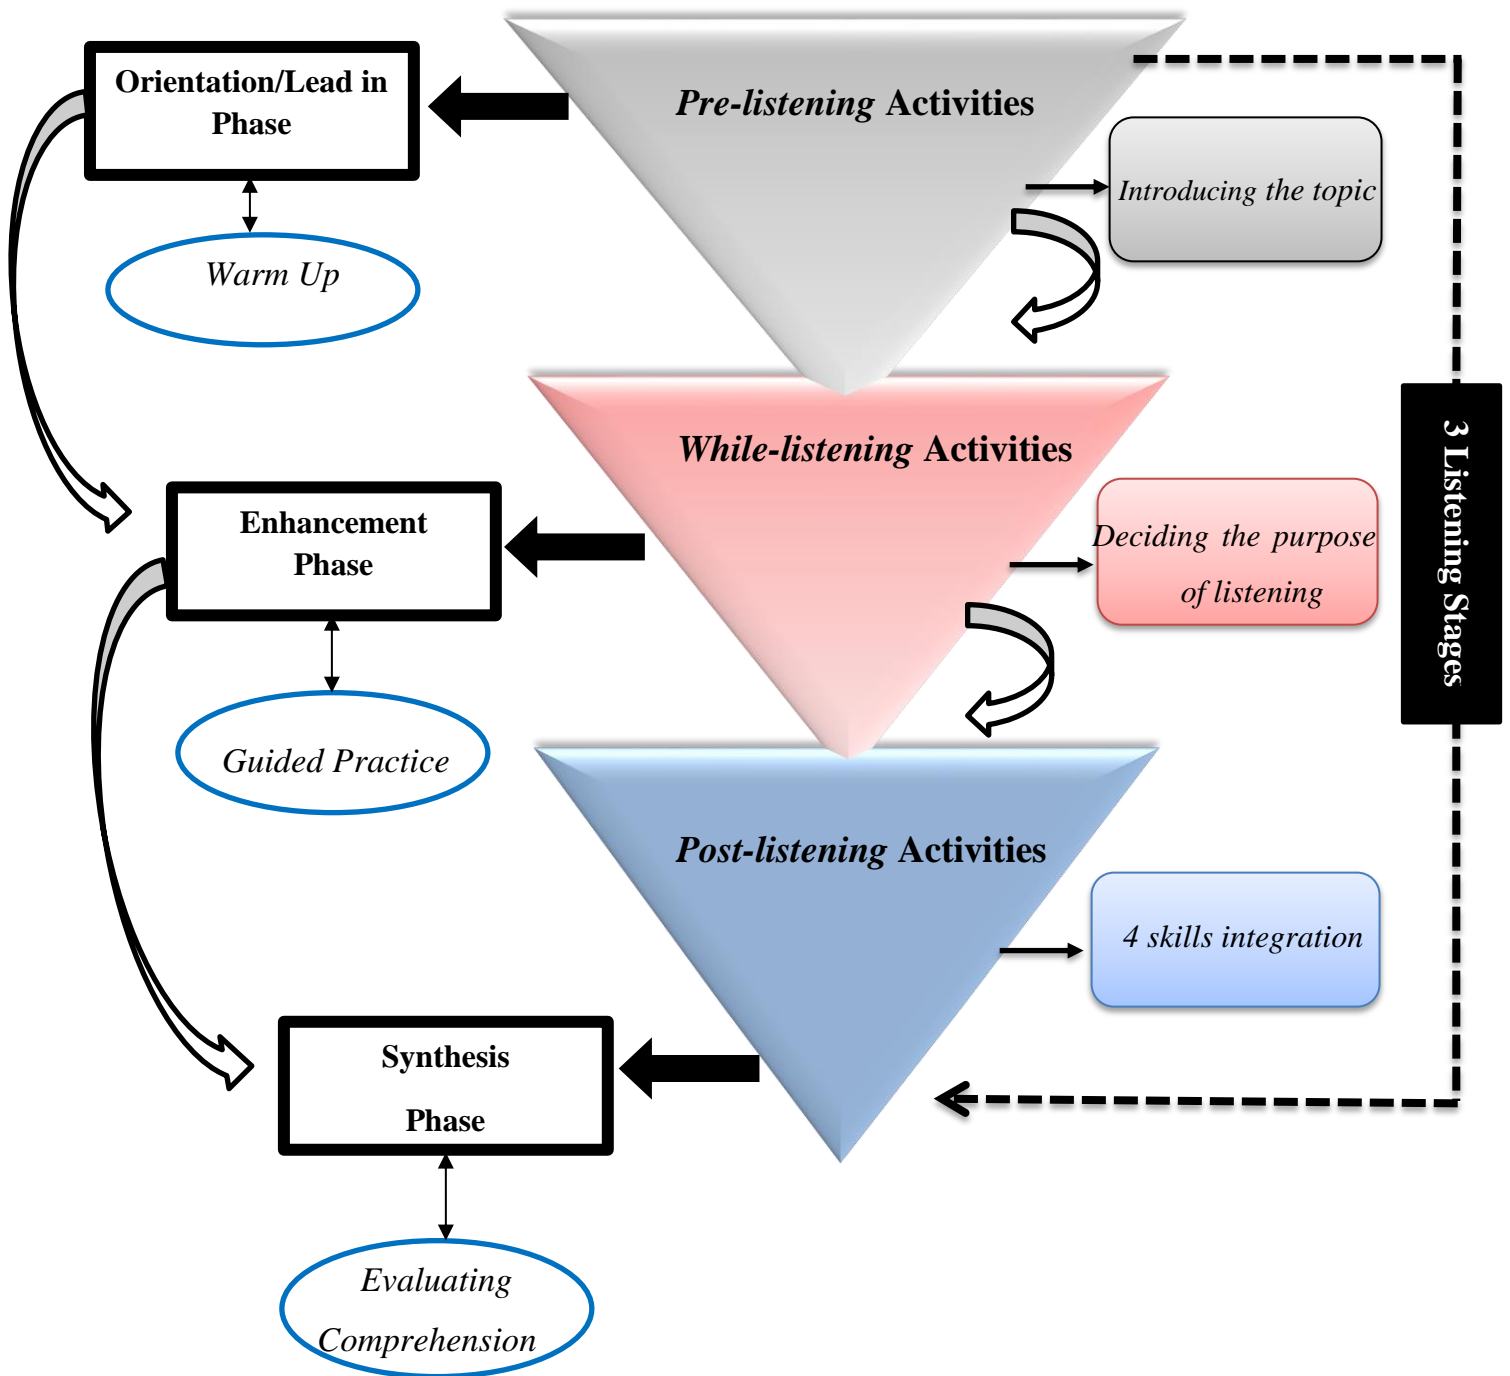 Orientation/Lead in
Phase
Pre-listening Activities
Introducing the topic
Warm Up
3 Listening Stages
While-listening Activities
Enhancement
Phase
Deciding the purpose
of listening
Guided Practice
Post-listening Activities
4 skills integration
Synthesis
Phase
Evaluating
Comprehension